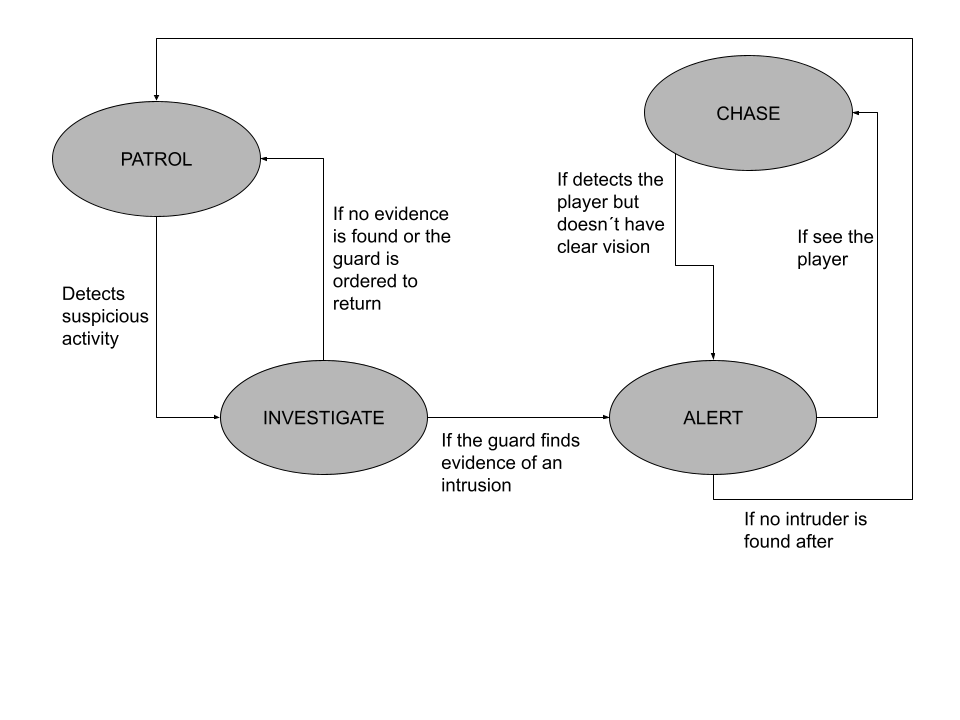 CHASE
PATROL
If detects the
player but
doesn´t have
clear vision
If no evidence
is found or the
guard is
ordered to
return
If see the
player
Detects
suspicious
activity
INVESTIGATE
ALERT
If the guard finds
evidence of an
intrusion
If no intruder is
found after